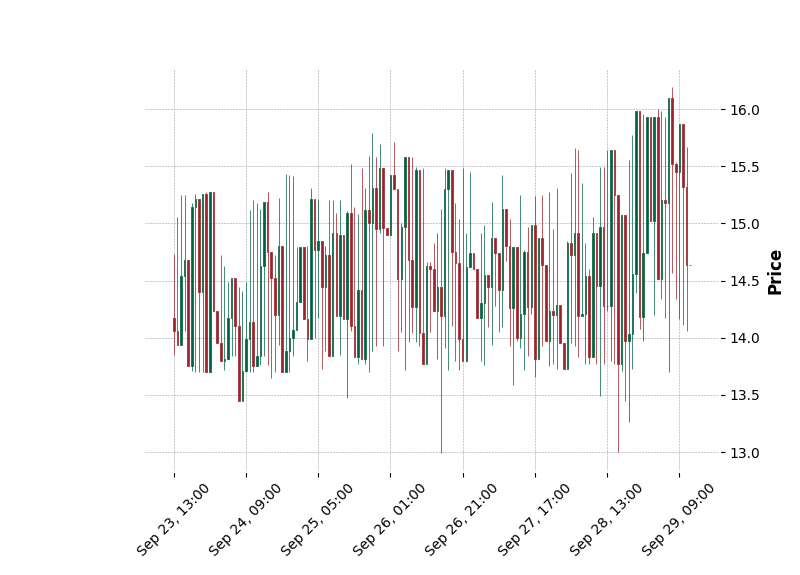 16.0
15.5
15.0
14.5
14.0
13.5
13.0
Price
Sep 23, 13:00
Sep 24, 09:00
Sep 25, 05:00
Sep 26, 01:00
Sep 26, 21:00
Sep 27, 17:00
Sep 28, 13:00
Sep 29, 09:00